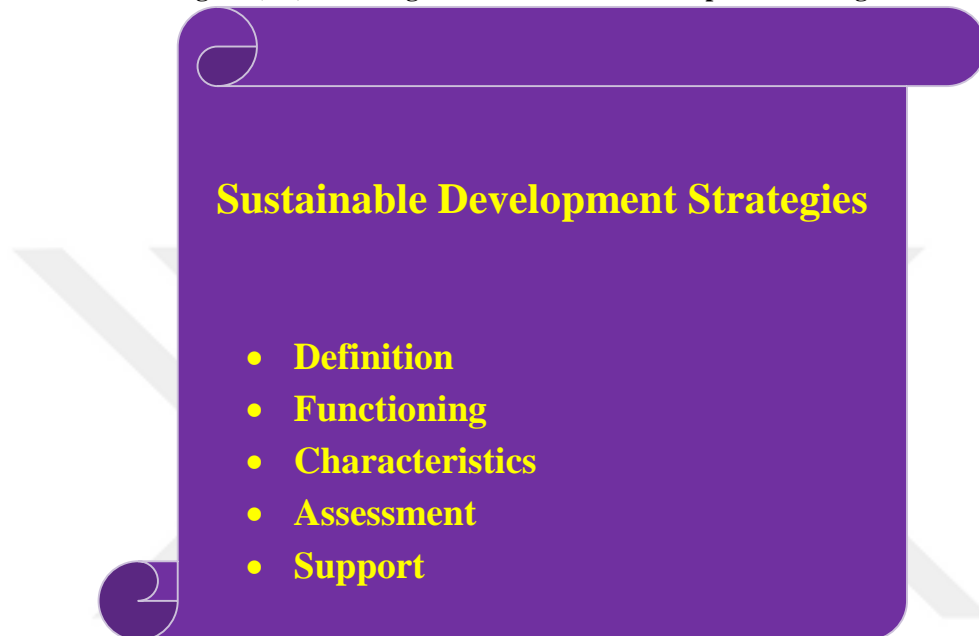 Sustainable Development Strategies
• Definition
• Functioning
• Characteristics
• Assessment
• Support